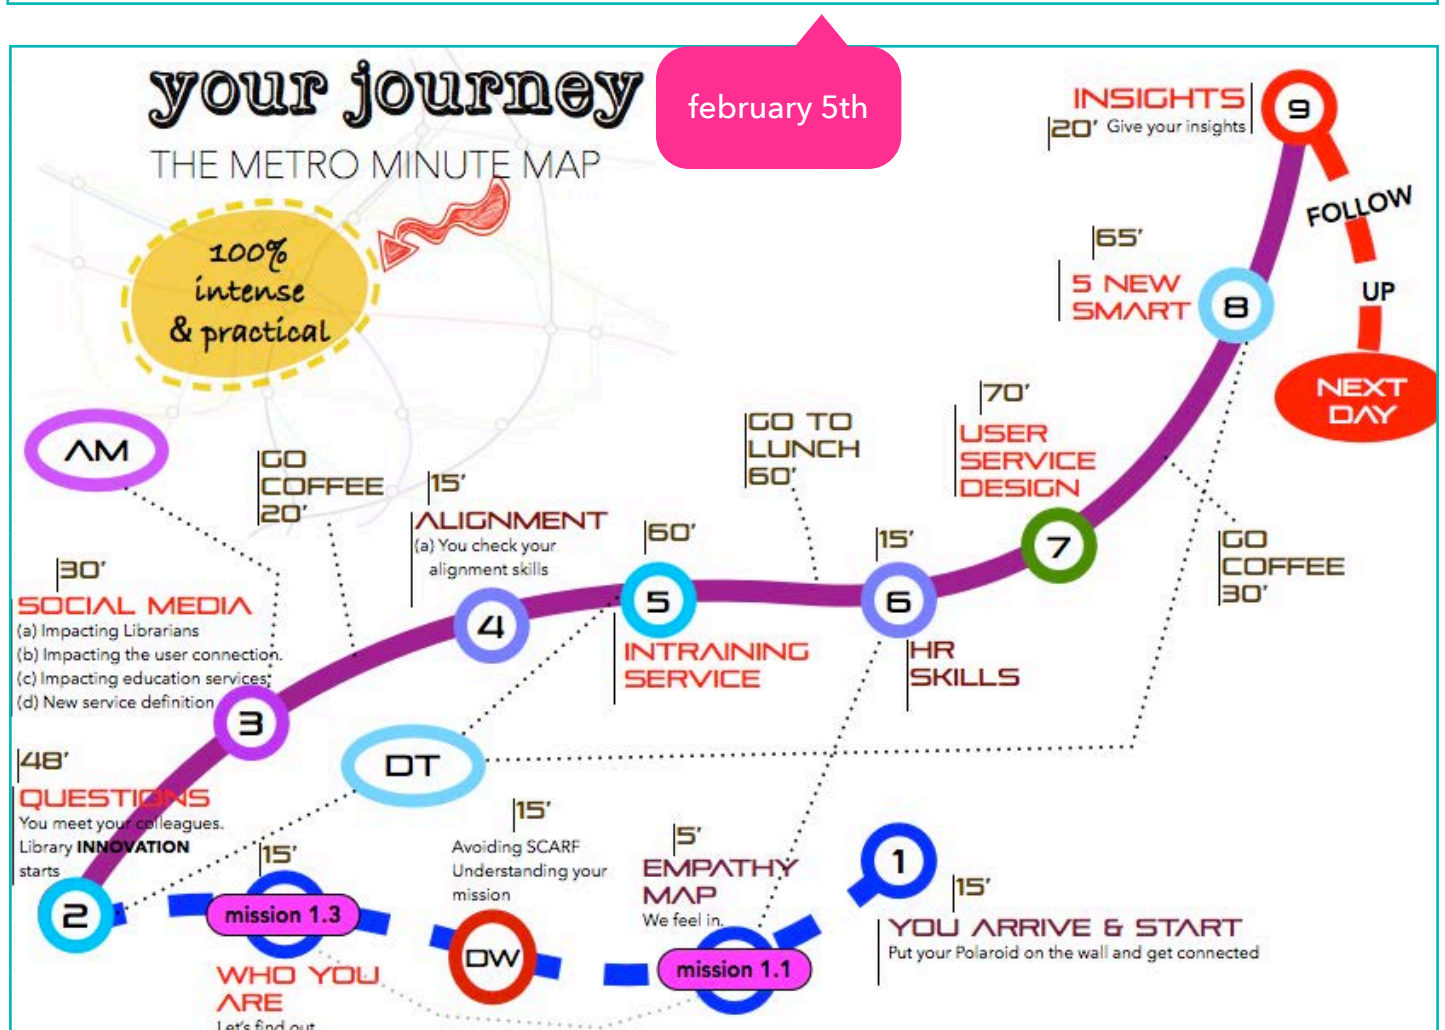 your journey
THE METRO MINUTE MAP
february 5th
100%
intense
& practical
INSIGHTS
20' Give your insights
9
FOLLOW
UP
NEXT
DAY
65'
5 NEW
SMART
8
70'
USER
SERVICE
DESIGN
7
GO
COFFEE
30'
GO TO
LUNCH
60'
15'
6
HR
SKILLS
60'
5
INTRAINING
SERVICE
15'
ALIGNMENT
(a) You check your
alignment skills
4
GO
COFFEE
20'
AM
30'
SOCIAL MEDIA
(a) Impacting Librarians
(b) Impacting the user connection.
(c) Impacting education services;
(d) New service definition
3
DT
48'
QUESTIONS
You meet your colleagues.
Library INNOVATION
starts
2
15'
mission 1.3
WHO YOU
ARE
Let's find out
15'
Avoiding SCARF
Understanding your
mission
DW
5'
EMPATHY
MAP
We feel in.
mission 1.1
1
15'
YOU ARRIVE & START
Put your Polaroid on the wall and get connected